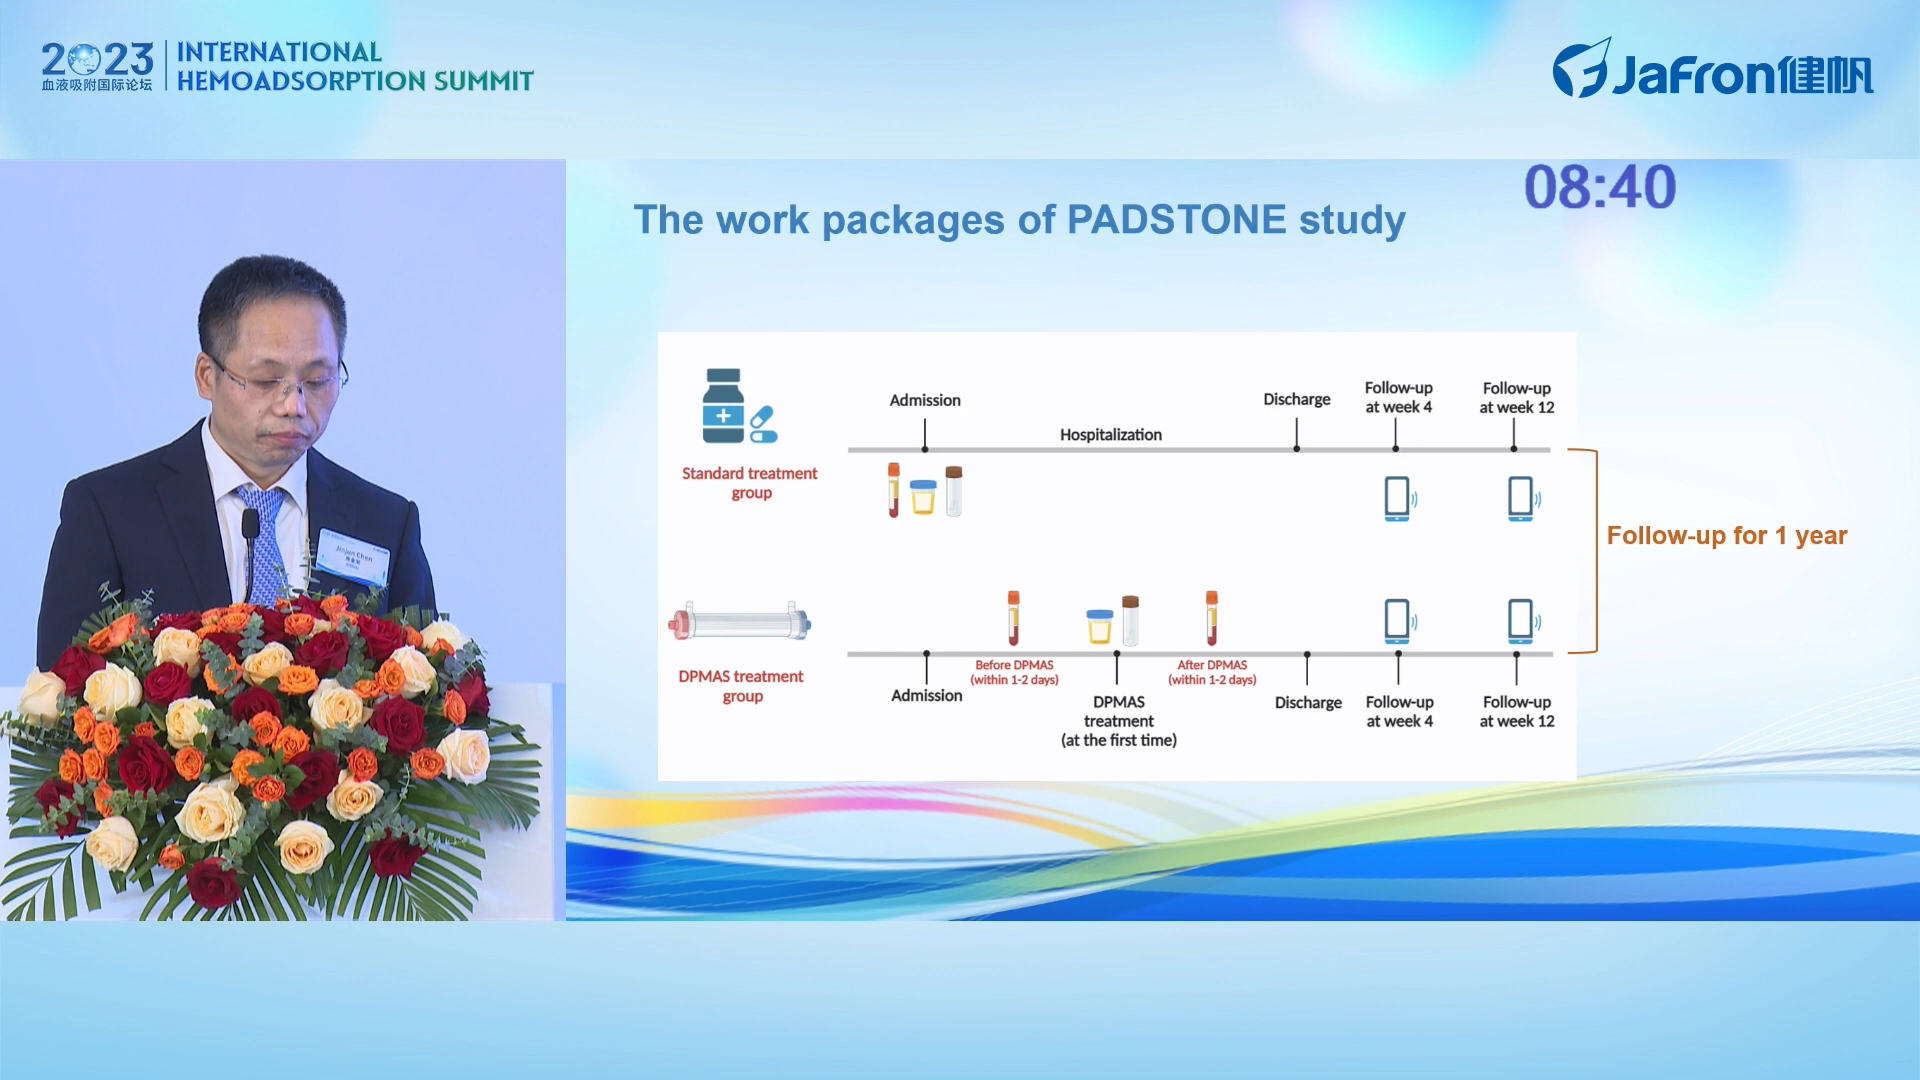 2023
血液吸附国际论坛
INTERNATIONAL
HEMOADSORPTION SUMMIT
JaFron健帆
08:40
The work packages of PADSTONE study
Standard treatment
group
Admission
Hospitalization
Discharge
Follow-up
at week 4
Follow-up
at week 12
Follow-up for 1 year
DPMAS treatment
group
Admission
Before DPMAS
(within 1-2 days)
DPMAS
treatment
(at the first time)
After DPMAS
(within 1-2 days)
Discharge
Follow-up
at week 4
Follow-up
at week 12
Jinjun Chen